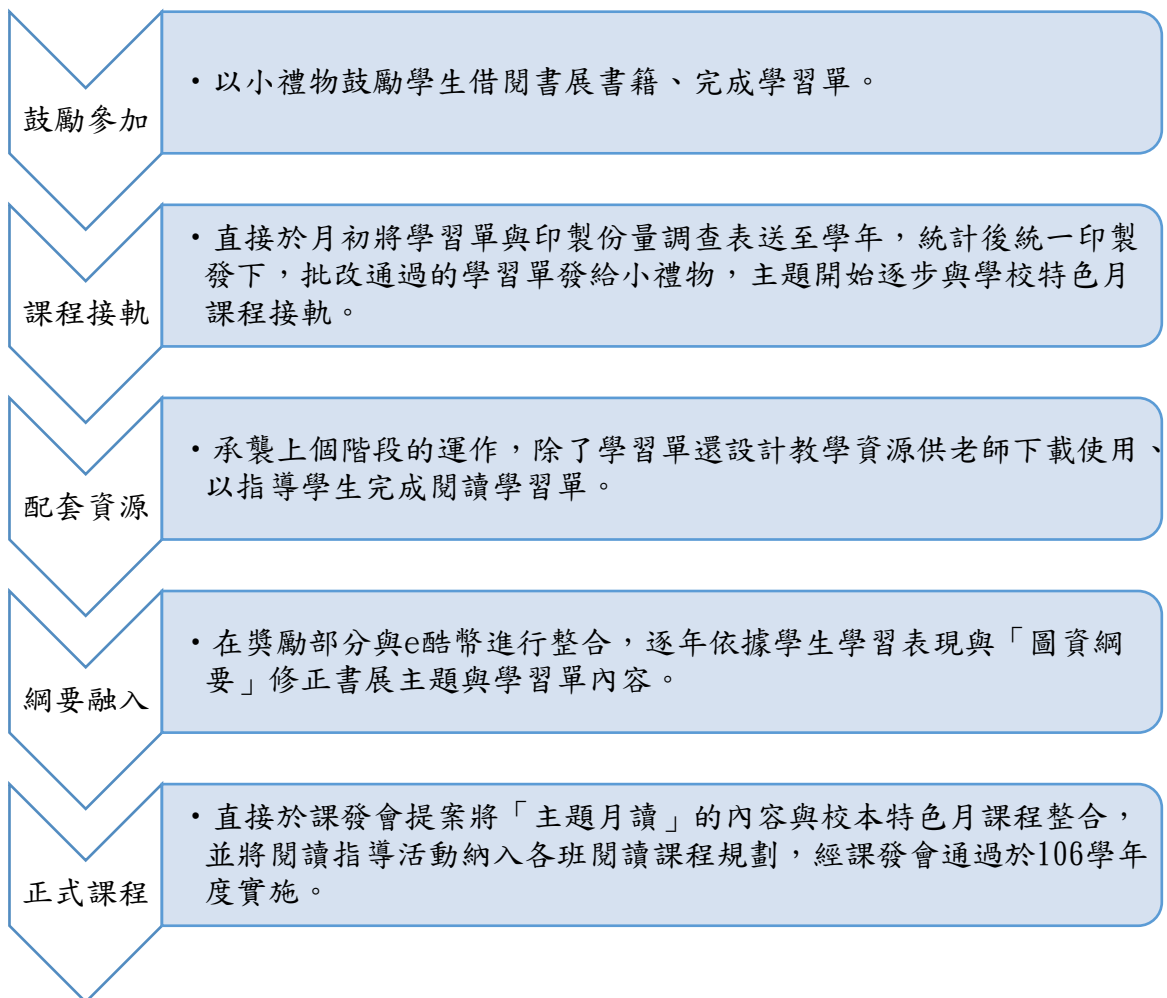 鼓勵參加
•以小禮物鼓勵學生借閱書展書籍、完成學習單。
課程接軌
•直接於月初將學習單與印製份量調查表送至學年，統計後統一印製
發下，批改通過的學習單發給小禮物，主題開始逐步與學校特色月
課程接軌。
配套資源
•承襲上個階段的運作，除了學習單還設計教學資源供老師下載使用、
以指導學生完成閱讀學習單。
綱要融入
•在獎勵部分與e酷幣進行整合，逐年依據學生學習表現與「圖資綱
要」修正書展主題與學習單內容。
正式課程
•直接於課發會提案將「主題月讀」的內容與校本特色月課程整合，
並將閱讀指導活動納入各班閱讀課程規劃，經課發會通過於106學年
度實施。